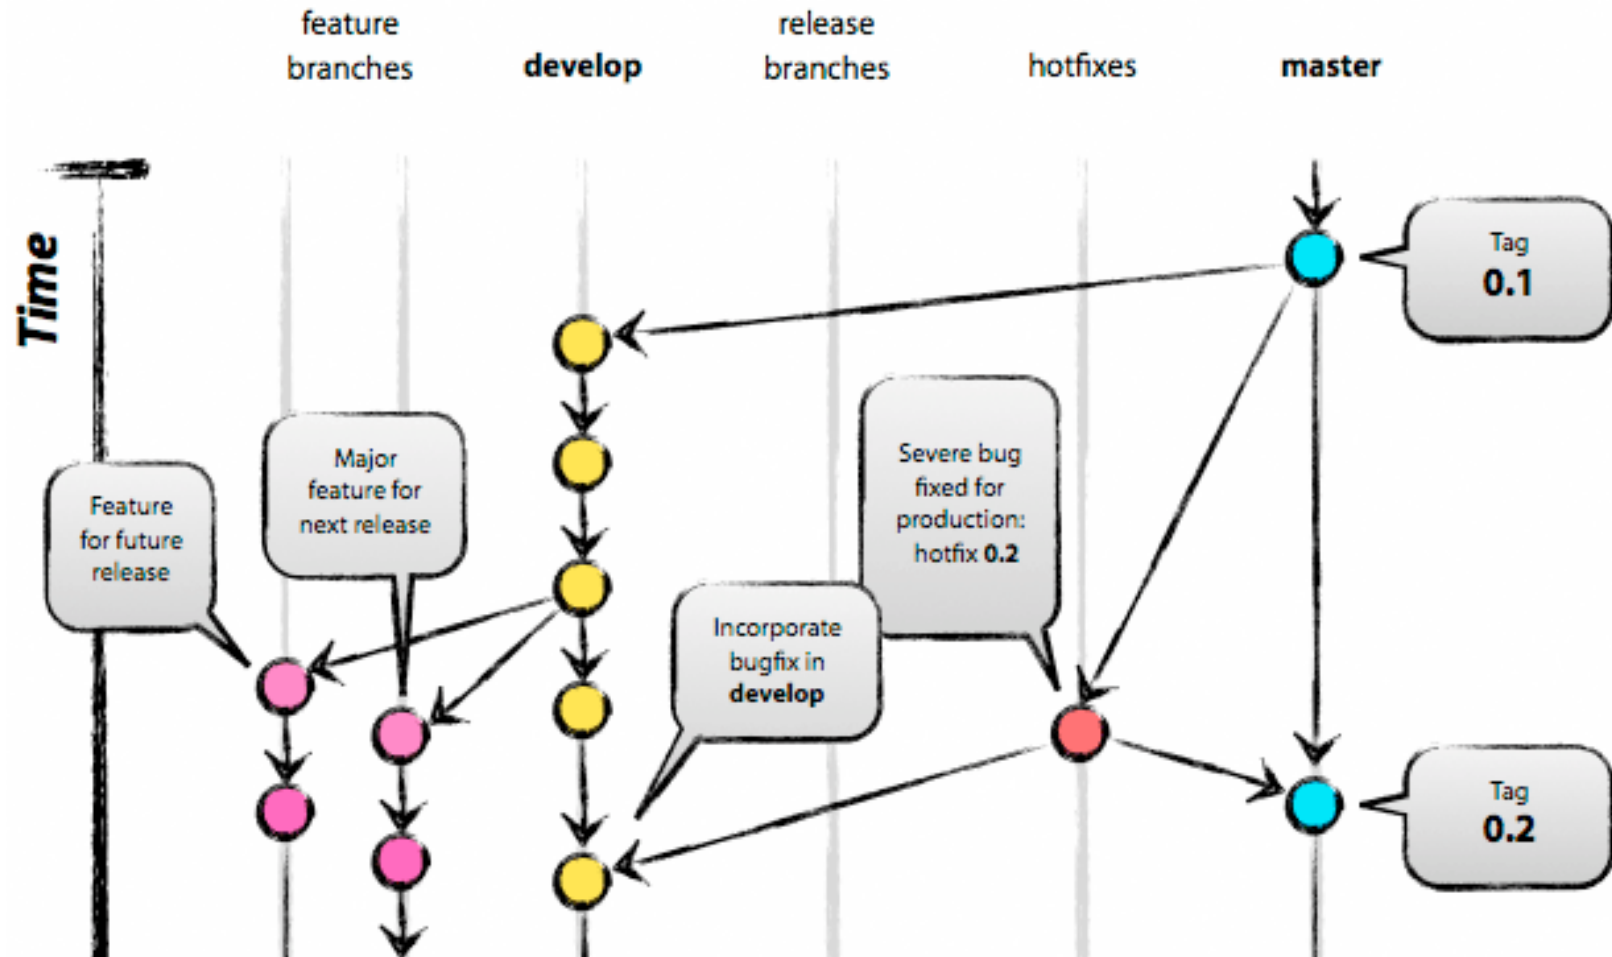 feature
branches
develop
release
branches
hotfixes
master
Time
Tag
0.1
Major
feature for
next release
Severe bug
fixed for
production:
hotfix 0.2
Feature
for future
release
Incorporate
bugfix in
develop
Tag
0.2